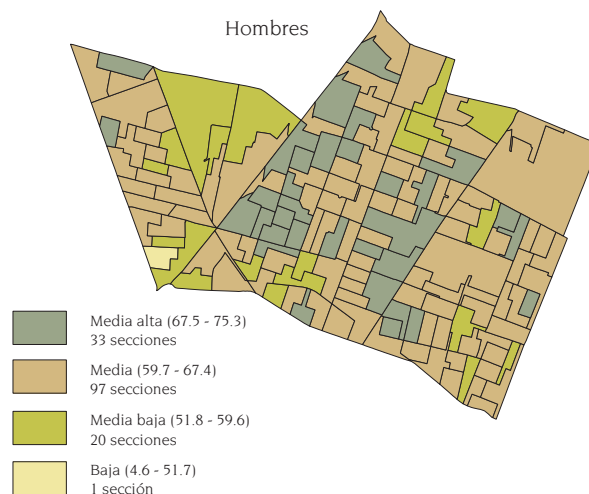 Hombres
Media alta (67.5 - 75.3)
33 secciones
Media (59.7 - 67.4)
97 secciones
Media baja (51.8 - 59.6)
20 secciones
Baja (4.6 - 51.7)
1 sección